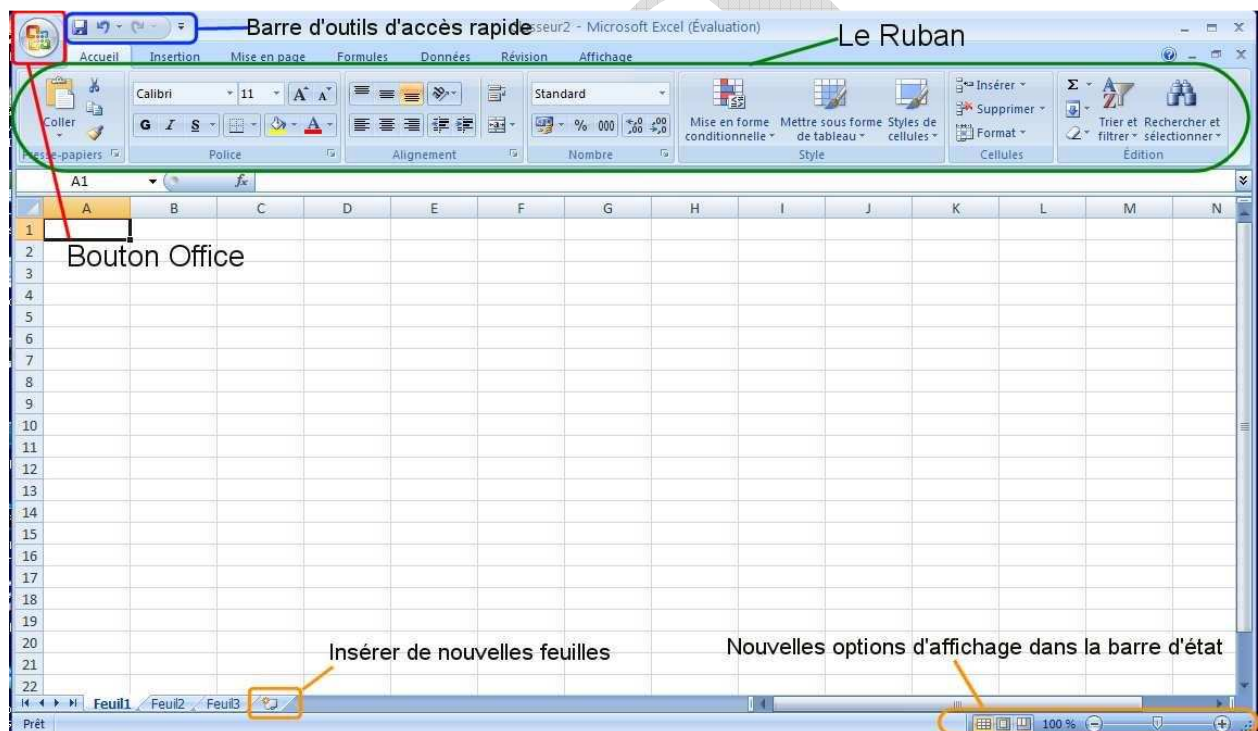 Barre d'outils d'accès rapide sseur2 - Microsoft Excel (Évaluation)
Le Ruban
Accueil Insertion Mise en page Formules Données Révision Affichage
Calibri 11 A A Standard Insérer Σ
Coller Supprimer
G I S A % 000 Mise en forme conditionnelle Mettre sous forme de tableau Styles de cellules Format Trier et filtrer Rechercher et sélectionner
Presse-papiers Police Alignement Nombre Style Cellules Édition
A1 fx
A B C D E F G H I J K L M N
1
2
Bouton Office
3
4
5
6
7
8
9
10
11
12
13
14
15
16
17
18
19
20
Insérer de nouvelles feuilles
Nouvelles options d'affichage dans la barre d'état
21
22
Feuil1 Feuil2 Feuil3
Prêt 100 %